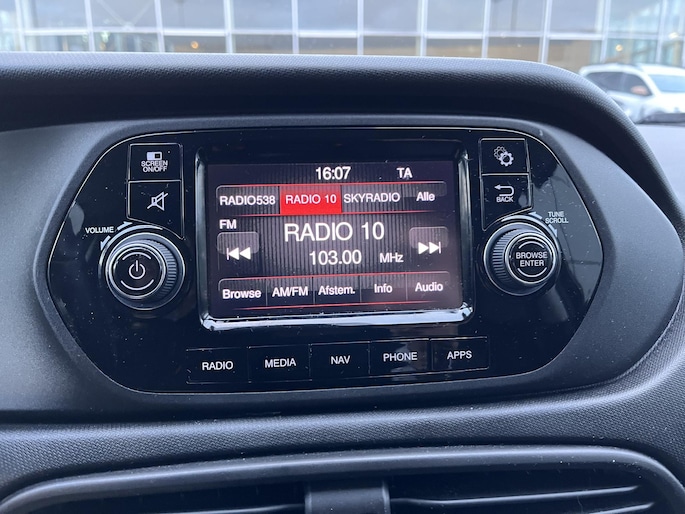 SCREEN
ON/OFF
16:07 TA
RADIO538 RADIO 10 SKYRADIO Alle
BACK
VOLUME
FM
RADIO 10
103.00 MHz
TUNE
SCROLL
BROWSE
ENTER
Browse AM/FM Afstem. Info Audio
RADIO MEDIA NAV PHONE APPS